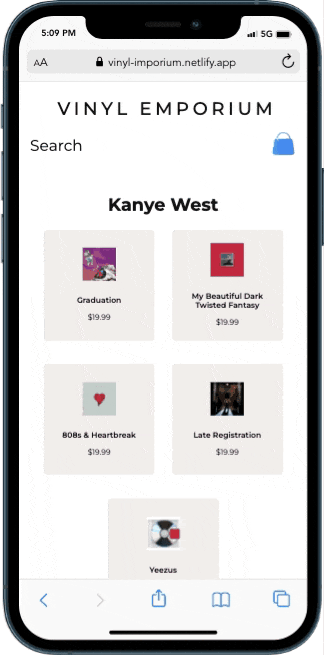 5:09 PM
5G
AA
vinyl-imporium.netlify.app
VINYL EMPORIUM
Search
Kanye West
Graduation
$19.99
My Beautiful Dark
Twisted Fantasy
$19.99
808s & Heartbreak
$19.99
Late Registration
$19.99
Yeezus